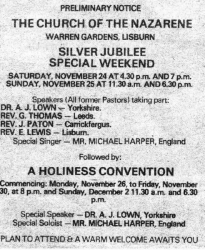 PRELIMINARY NOTICE
THE CHURCH OF THE NAZARENE
WARREN GARDENS, LISBURN
SILVER JUBILEE
SPECIAL WEEKEND
SATURDAY, NOVEMBER 24 AT 4.30 p.m. AND 7 p.m.
SUNDAY, NOVEMBER 25 AT 11.30 a.m. AND 6.30 p.m.
Speakers (All former Pastors) taking part:
DR. A. J. LOWN — Yorkshire.
REV. G. THOMAS — Leeds.
REV. J. PATON — Carrickfergus.
REV. E. LEWIS — Lisburn.
Special Singer — MR. MICHAEL HARPER, England
Followed by:
A HOLINESS CONVENTION
Commencing: Monday, November 26, to Friday, November
30, at 8 p.m. and Sunday, December 2 11.30 a.m. and 6.30
p.m.
Special Speaker — DR. A. J. LOWN, Yorkshire
Special Soloist — MR. MICHAEL HARPER, England
PLAN TO ATTEND & A WARM WELCOME AWAITS YOU